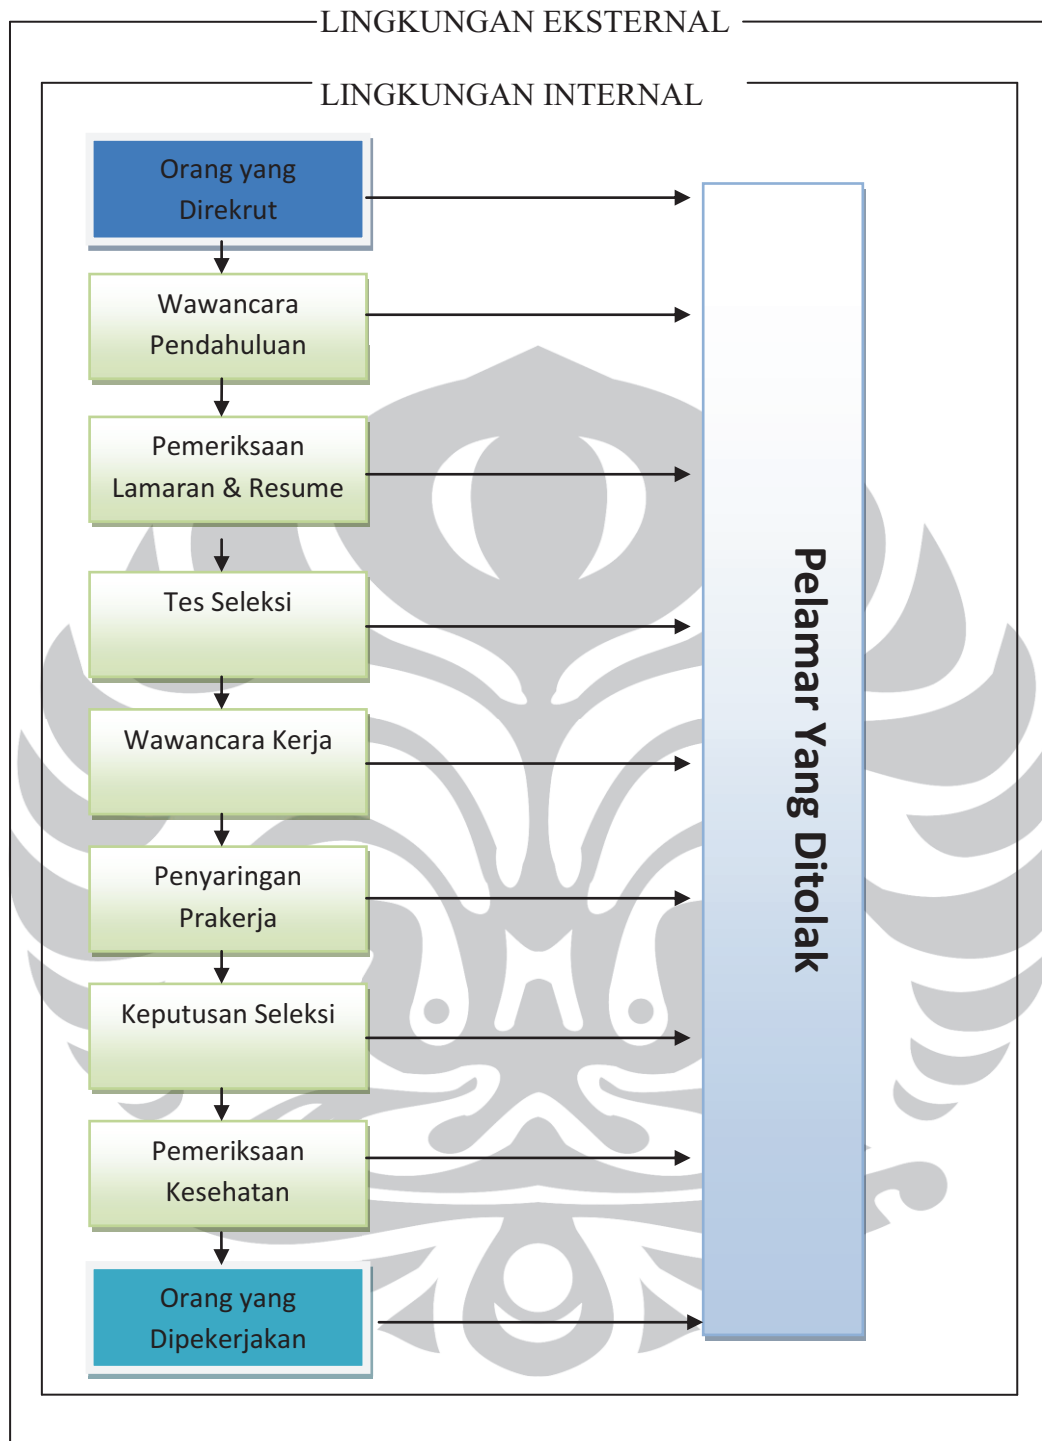 LINGKUNGAN EKSTERNAL
LINGKUNGAN INTERNAL
Orang yang
Direkrut
Wawancara
Pendahuluan
Pemeriksaan
Lamaran & Resume
Tes Seleksi
Wawancara Kerja
Penyaringan
Prakerja
Keputusan Seleksi
Pemeriksaan
Kesehatan
Orang yang
Dipekerjakan
Pelamar Yang Ditolak